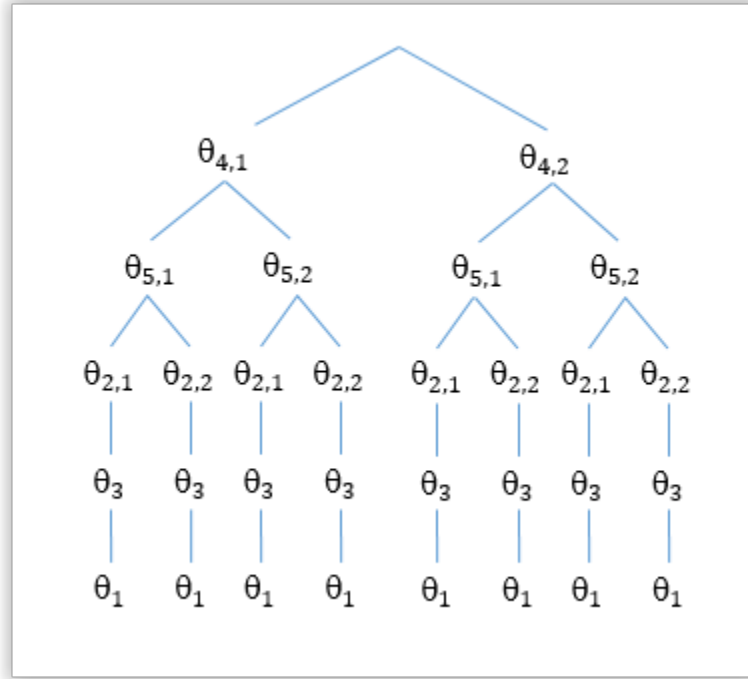 θ4,1 θ4,2
θ5,1 θ5,2 θ5,1 θ5,2
θ2,1 θ2,2 θ2,1 θ2,2 θ2,1 θ2,2 θ2,1 θ2,2
θ3 θ3 θ3 θ3 θ3 θ3 θ3 θ3
θ1 θ1 θ1 θ1 θ1 θ1 θ1 θ1